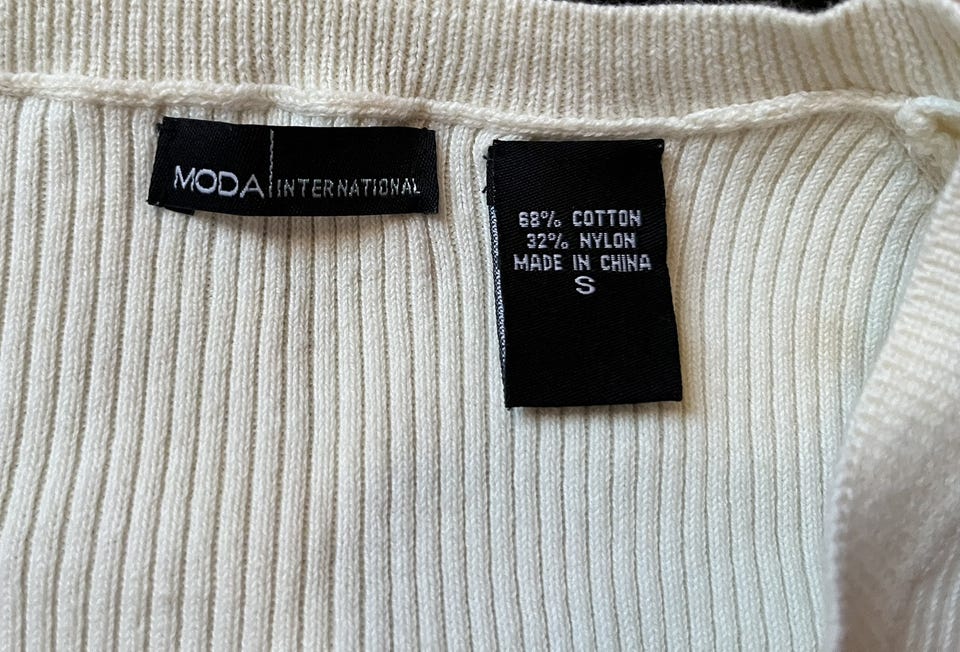 MODA|INTERNATIONAL
68% COTTON
32% NYLON
MADE IN CHINA
S